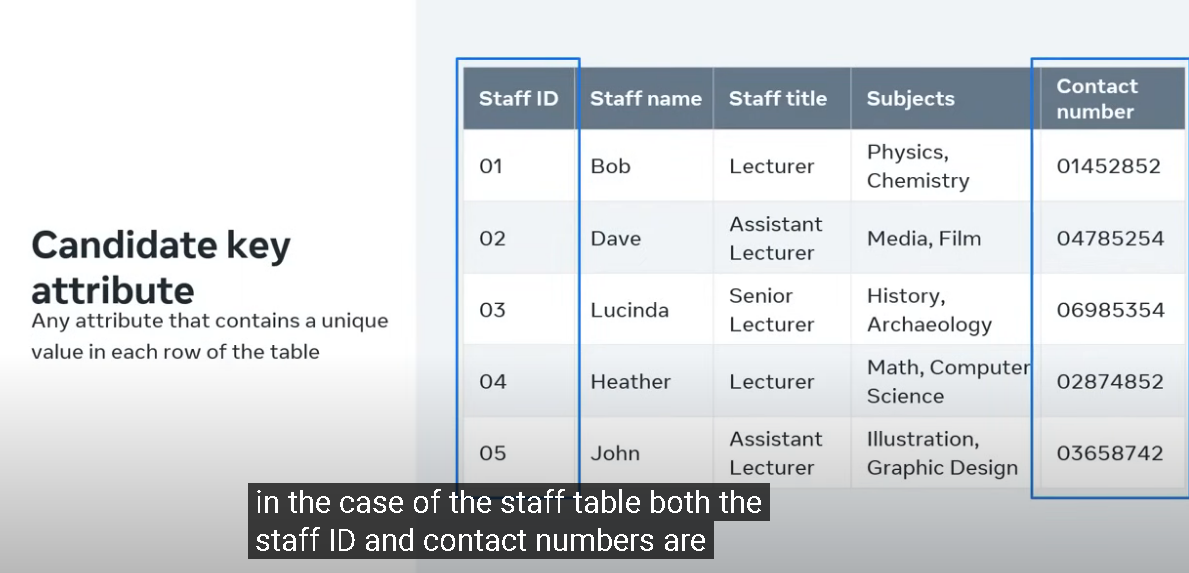 Candidate key
attribute
Any attribute that contains a unique
value in each row of the table
Staff ID Staff name Staff title Subjects Contact number
01 Bob Lecturer Physics, Chemistry 01452852
02 Dave Assistant Lecturer Media, Film 04785254
03 Lucinda Senior Lecturer History, Archaeology 06985354
04 Heather Lecturer Math, Computer Science 02874852
05 John Assistant Lecturer Illustration, Graphic Design 03658742
in the case of the staff table both the
staff ID and contact numbers are